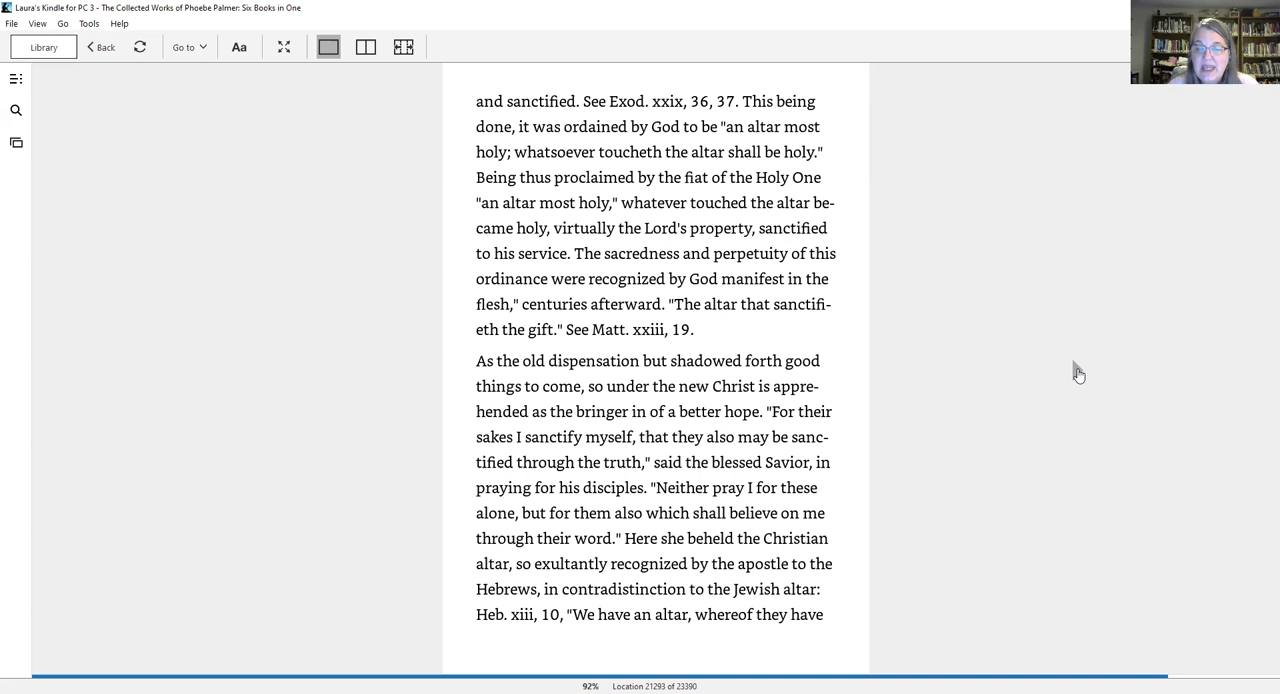 Laura's Kindle for PC 3 - The Collected Works of Phoebe Palmer: Six Books in One
File View Go Tools Help
Library Back Go to Aa
and sanctified. See Exod. xxix, 36, 37. This being
done, it was ordained by God to be "an altar most
holy; whatsoever toucheth the altar shall be holy."
Being thus proclaimed by the fiat of the Holy One
"an altar most holy," whatever touched the altar be-
came holy, virtually the Lord's property, sanctified
to his service. The sacredness and perpetuity of this
ordinance were recognized by God manifest in the
flesh," centuries afterward. "The altar that sanctifi-
eth the gift." See Matt. xxiii, 19.
As the old dispensation but shadowed forth good
things to come, so under the new Christ is appre-
hended as the bringer in of a better hope. "For their
sakes I sanctify myself, that they also may be sanc-
tified through the truth," said the blessed Savior, in
praying for his disciples. "Neither pray I for these
alone, but for them also which shall believe on me
through their word." Here she beheld the Christian
altar, so exultantly recognized by the apostle to the
Hebrews, in contradistinction to the Jewish altar:
Heb. xiii, 10, "We have an altar, whereof they have
92% Location 21293 of 23390